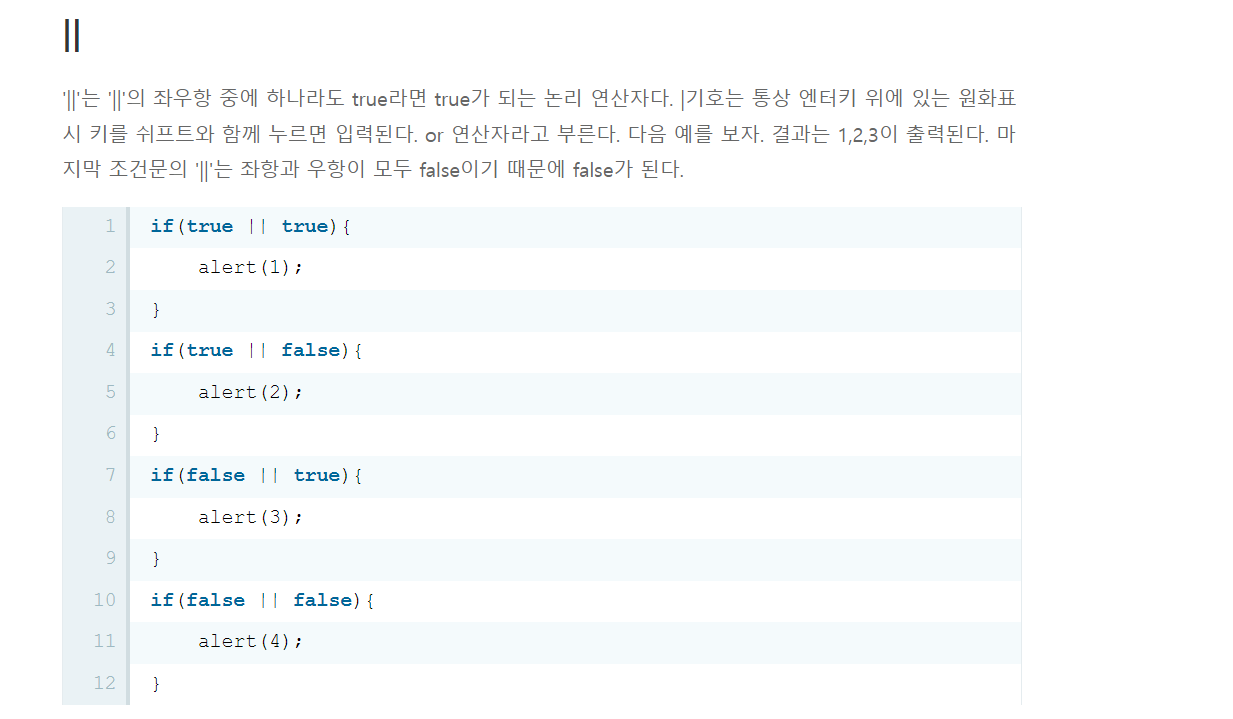 ||
'||'는 '||'의 좌우항 중에 하나라도 true라면 true가 되는 논리 연산자다. |기호는 통상 엔터키 위에 있는 원화표
시 키를 쉬프트와 함께 누르면 입력된다. or 연산자라고 부른다. 다음 예를 보자. 결과는 1,2,3이 출력된다. 마
지막 조건문의 '||'는 좌항과 우항이 모두 false이기 때문에 false가 된다.
1 if(true || true){
2     alert(1);
3 }
4 if(true || false){
5     alert(2);
6 }
7 if(false || true){
8     alert(3);
9 }
10 if(false || false){
11     alert(4);
12 }